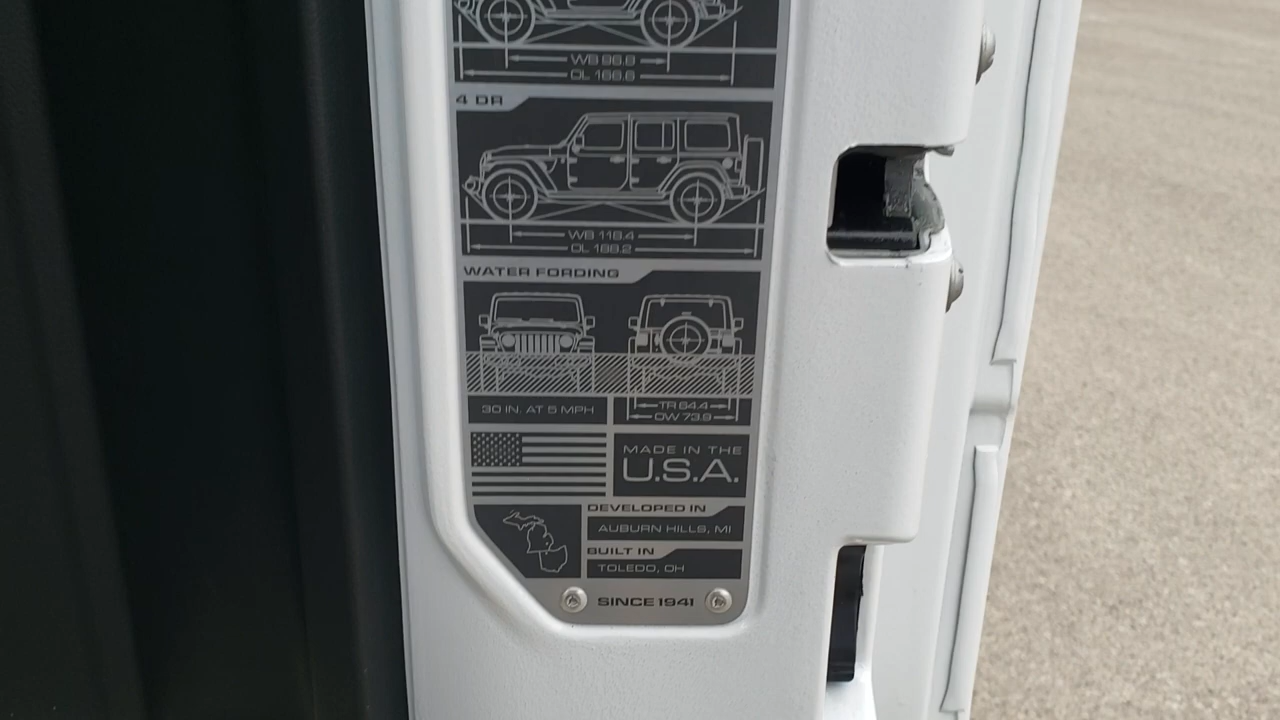 WB 96.8
OL 166.6
4 DR
WB 118.4
OL 188.2
WATER FORDING
30 IN. AT 5 MPH
TR 64.4
OW 73.9
MADE IN THE
U.S.A.
DEVELOPED IN
AUBURN HILLS, MI
BUILT IN
TOLEDO, OH
SINCE 1941